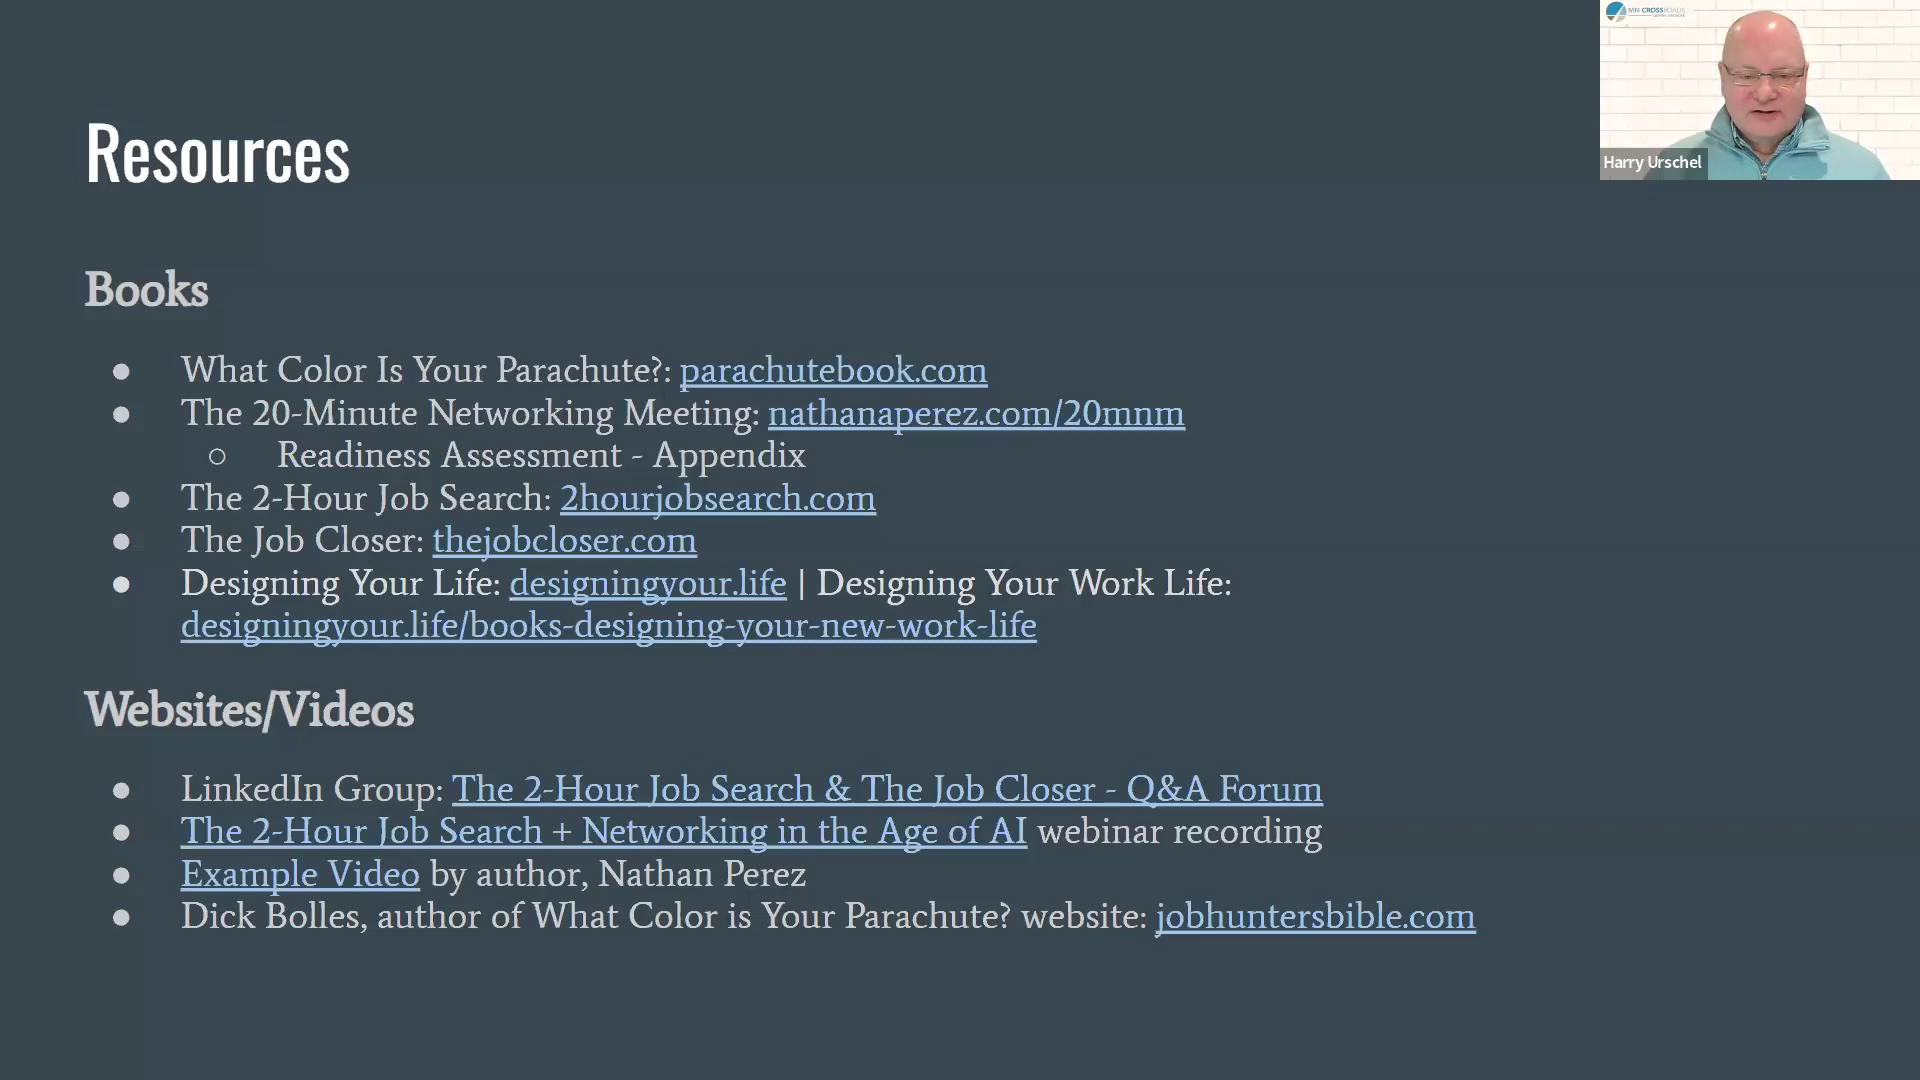 MN CROSSROADS
Harry Urschel
Resources
Books
● What Color Is Your Parachute?: parachutebook.com
● The 20-Minute Networking Meeting: nathanaperez.com/20mnm
○ Readiness Assessment - Appendix
● The 2-Hour Job Search: 2hourjobsearch.com
● The Job Closer: thejobcloser.com
● Designing Your Life: designingyour.life | Designing Your Work Life:
designingyour.life/books-designing-your-new-work-life
Websites/Videos
● LinkedIn Group: The 2-Hour Job Search & The Job Closer - Q&A Forum
● The 2-Hour Job Search + Networking in the Age of AI webinar recording
● Example Video by author, Nathan Perez
● Dick Bolles, author of What Color is Your Parachute? website: jobhuntersbible.com